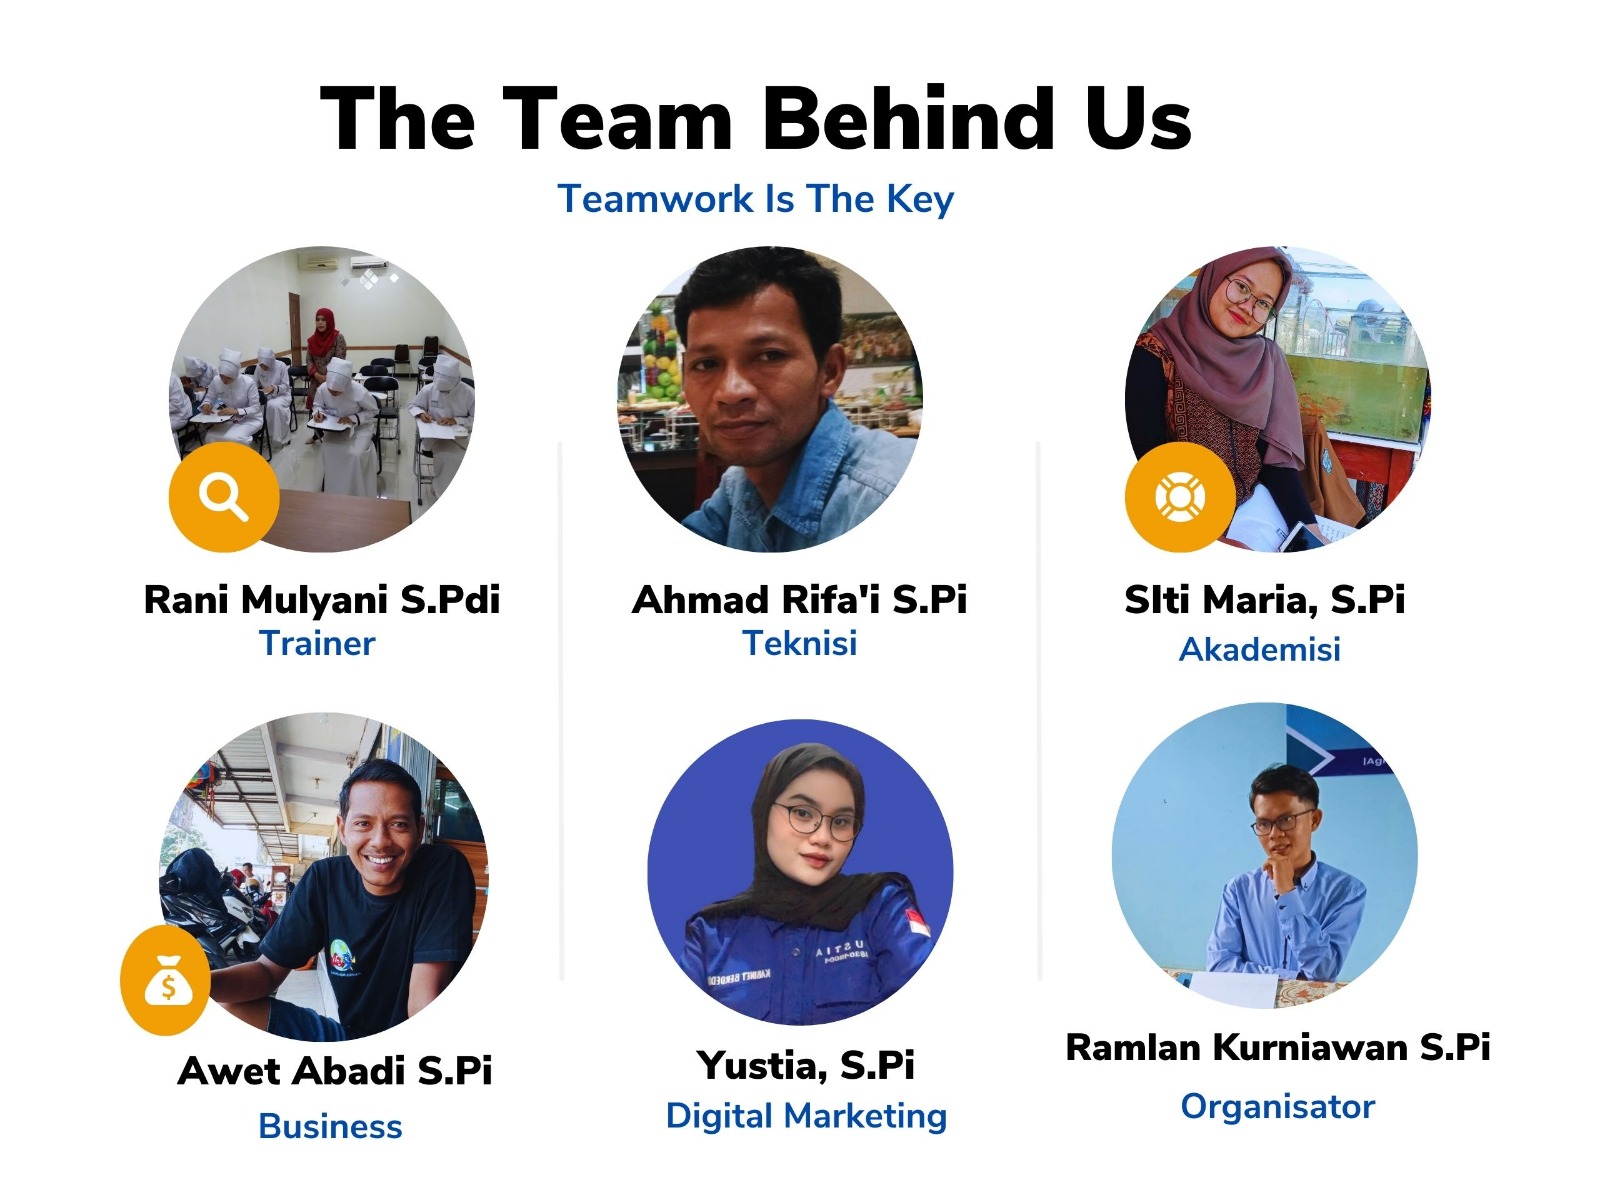 The Team Behind Us
Teamwork Is The Key
Rani Mulyani S.Pdi
Trainer
Ahmad Rifa'i S.Pi
Teknisi
SIti Maria, S.Pi
Akademisi
Awet Abadi S.Pi
Business
Yustia, S.Pi
Digital Marketing
Ramlan Kurniawan S.Pi
Organisator